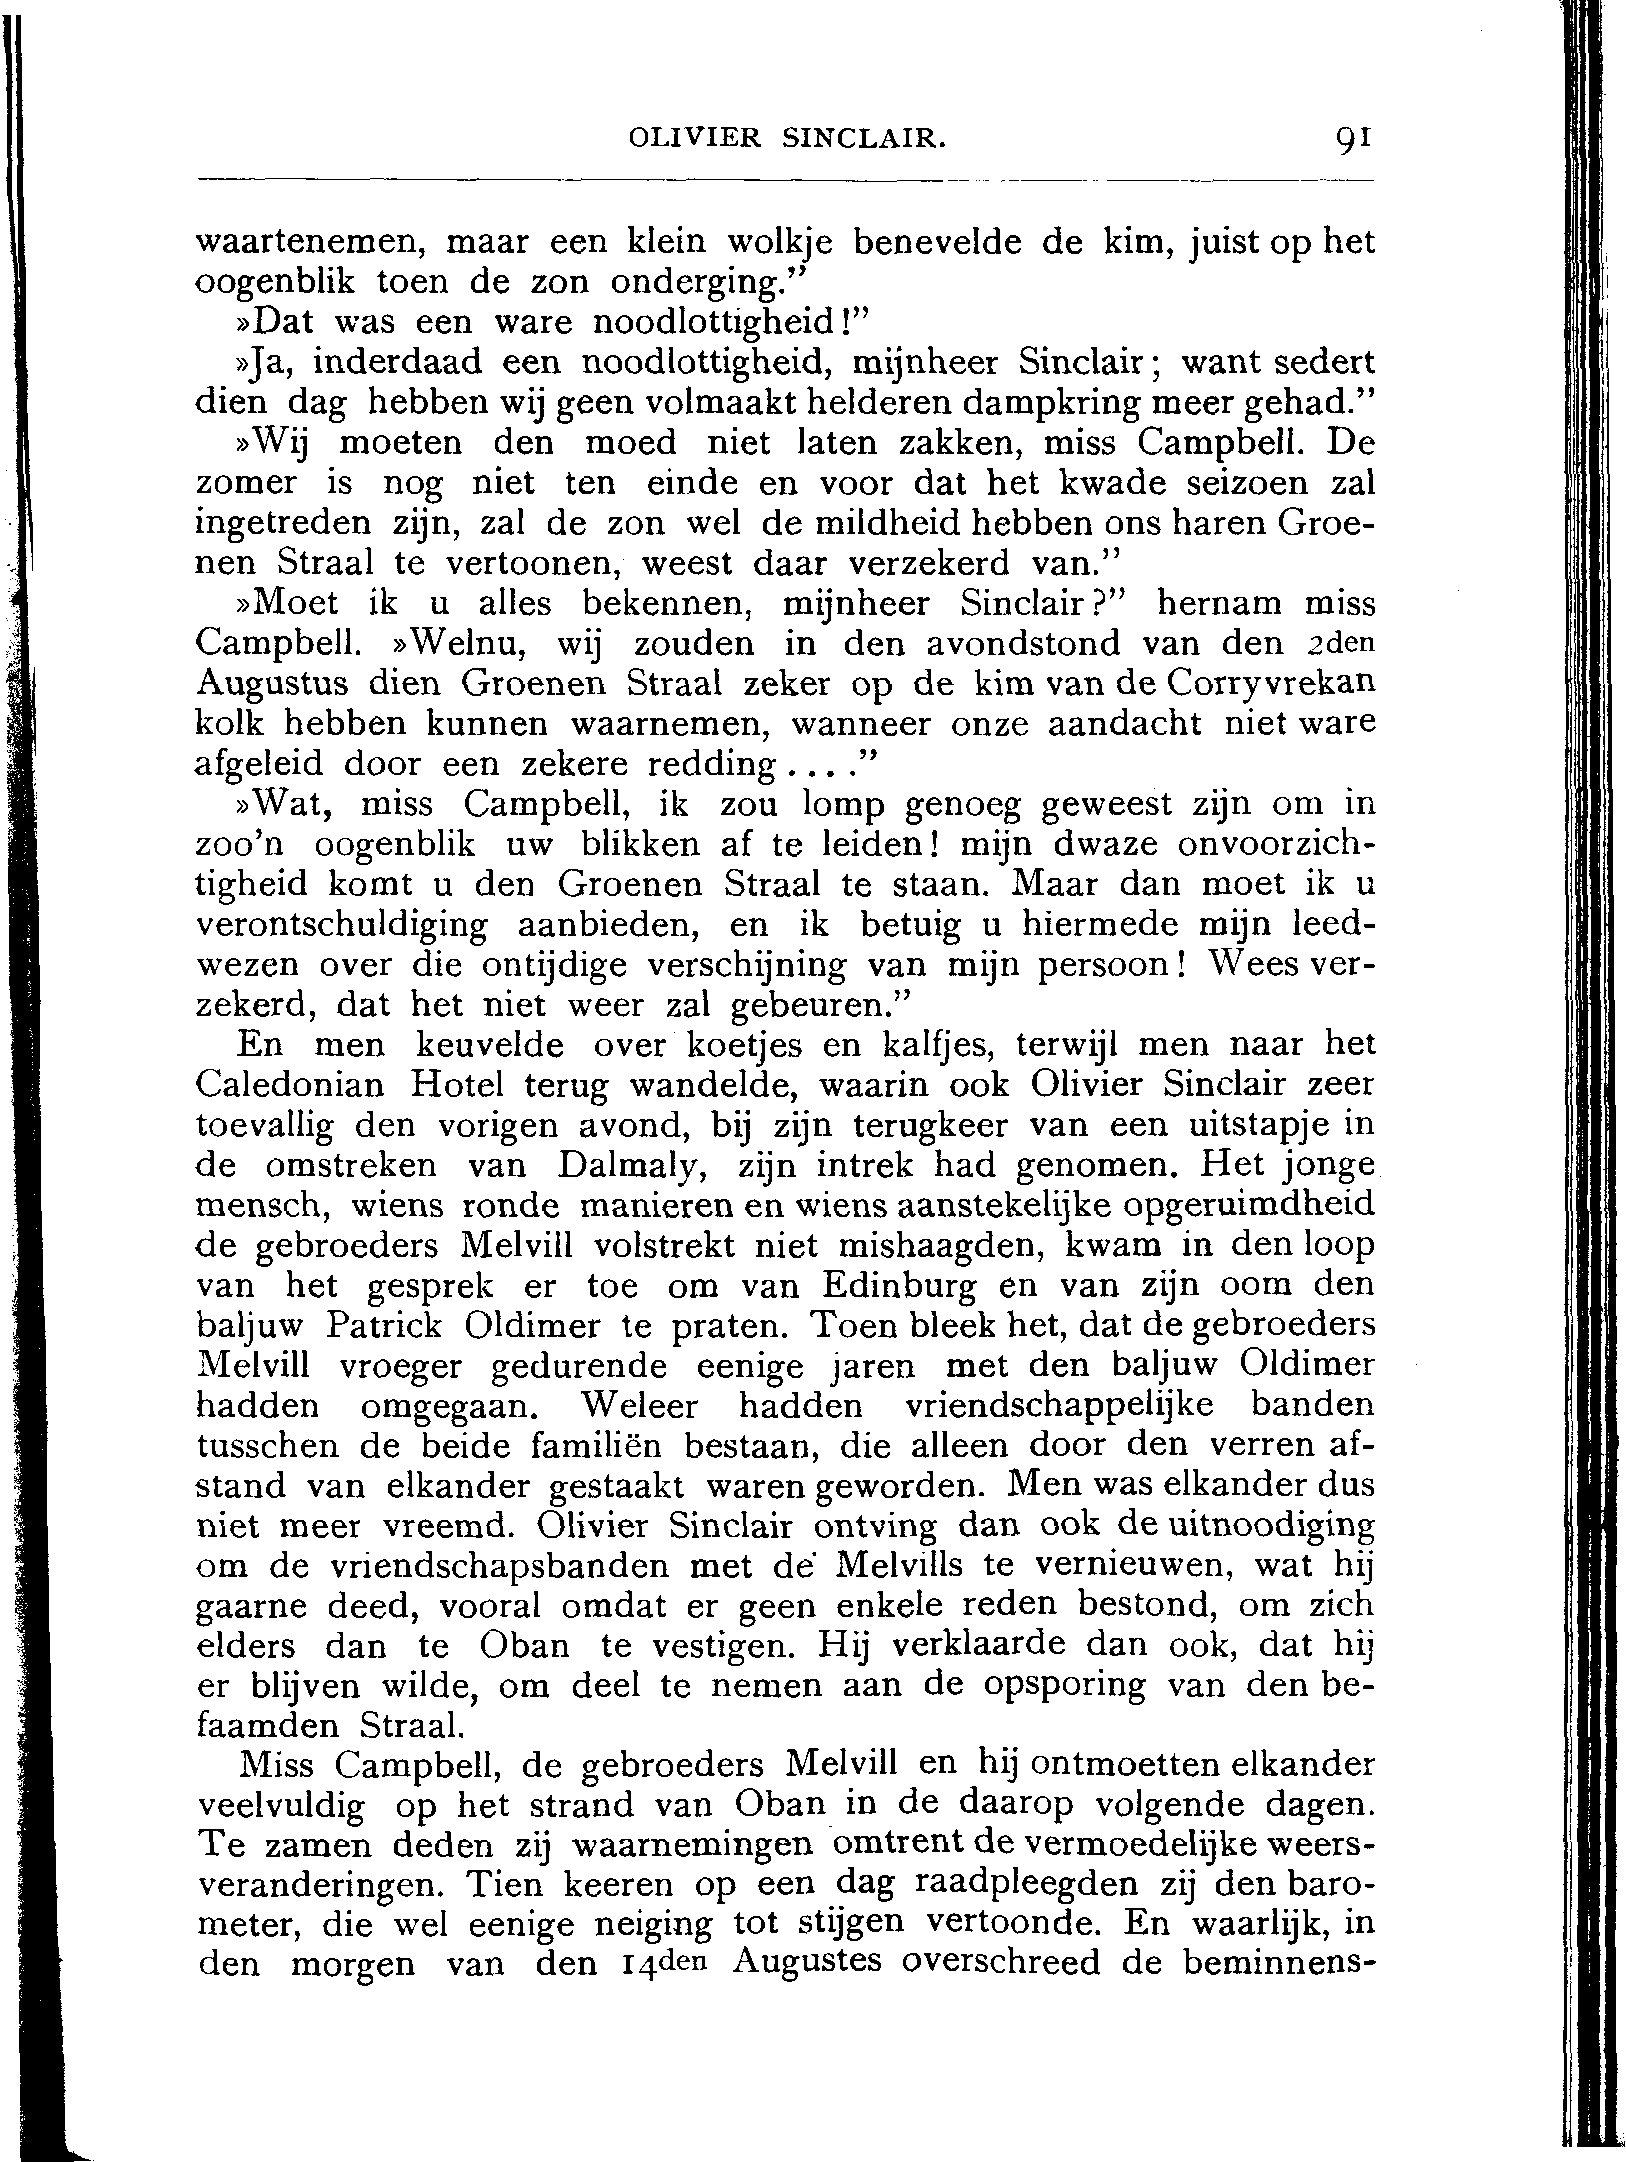 OLIVIER SINCLAIR. 91
waartenemen, maar een klein wolkje benevelde de kim, juist op het
oogenblik toen de zon onderging.”
»Dat was een ware noodlottigheid!”
»Ja, inderdaad een noodlottigheid, mijnheer Sinclair; want sedert
dien dag hebben wij geen volmaakt helderen dampkring meer gehad.”
»Wij moeten den moed niet laten zakken, miss Campbell. De
zomer is nog niet ten einde en voor dat het kwade seizoen zal
ingetreden zijn, zal de zon wel de mildheid hebben ons haren Groe-
nen Straal te vertoonen, weest daar verzekerd van.”
»Moet ik u alles bekennen, mijnheer Sinclair?” hernam miss
Campbell. »Welnu, wij zouden in den avondstond van den 2den
Augustus dien Groenen Straal zeker op de kim van de Corryvrekan
kolk hebben kunnen waarnemen, wanneer onze aandacht niet ware
afgeleid door een zekere redding . . . .”
»Wat, miss Campbell, ik zou lomp genoeg geweest zijn om in
zoo’n oogenblik uw blikken af te leiden! mijn dwaze onvoorzich-
tigheid komt u den Groenen Straal te staan. Maar dan moet ik u
verontschuldiging aanbieden, en ik betuig u hiermede mijn leed-
wezen over die ontijdige verschijning van mijn persoon! Wees ver-
zekerd, dat het niet weer zal gebeuren.”
En men keuvelde over koetjes en kalfjes, terwijl men naar het
Caledonian Hotel terug wandelde, waarin ook Olivier Sinclair zeer
toevallig den vorigen avond, bij zijn terugkeer van een uitstapje in
de omstreken van Dalmaly, zijn intrek had genomen. Het jonge
mensch, wiens ronde manieren en wiens aanstekelijke opgeruimdheid
de gebroeders Melvill volstrekt niet mishaagden, kwam in den loop
van het gesprek er toe om van Edinburg en van zijn oom den
baljuw Patrick Oldimer te praten. Toen bleek het, dat de gebroeders
Melvill vroeger gedurende eenige jaren met den baljuw Oldimer
hadden omgegaan. Weleer hadden vriendschappelijke banden
tusschen de beide familiën bestaan, die alleen door den verren af-
stand van elkander gestaakt waren geworden. Men was elkander dus
niet meer vreemd. Olivier Sinclair ontving dan ook de uitnoodiging
om de vriendschapsbanden met de Melvills te vernieuwen, wat hij
gaarne deed, vooral omdat er geen enkele reden bestond, om zich
elders dan te Oban te vestigen. Hij verklaarde dan ook, dat hij
er blijven wilde, om deel te nemen aan de opsporing van den be-
faamden Straal.
Miss Campbell, de gebroeders Melvill en hij ontmoetten elkander
veelvuldig op het strand van Oban in de daarop volgende dagen.
Te zamen deden zij waarnemingen omtrent de vermoedelijke weers-
veranderingen. Tien keeren op een dag raadpleegden zij den baro-
meter, die wel eenige neiging tot stijgen vertoonde. En waarlijk, in
den morgen van den 14den Augustes overschreed de beminnens-